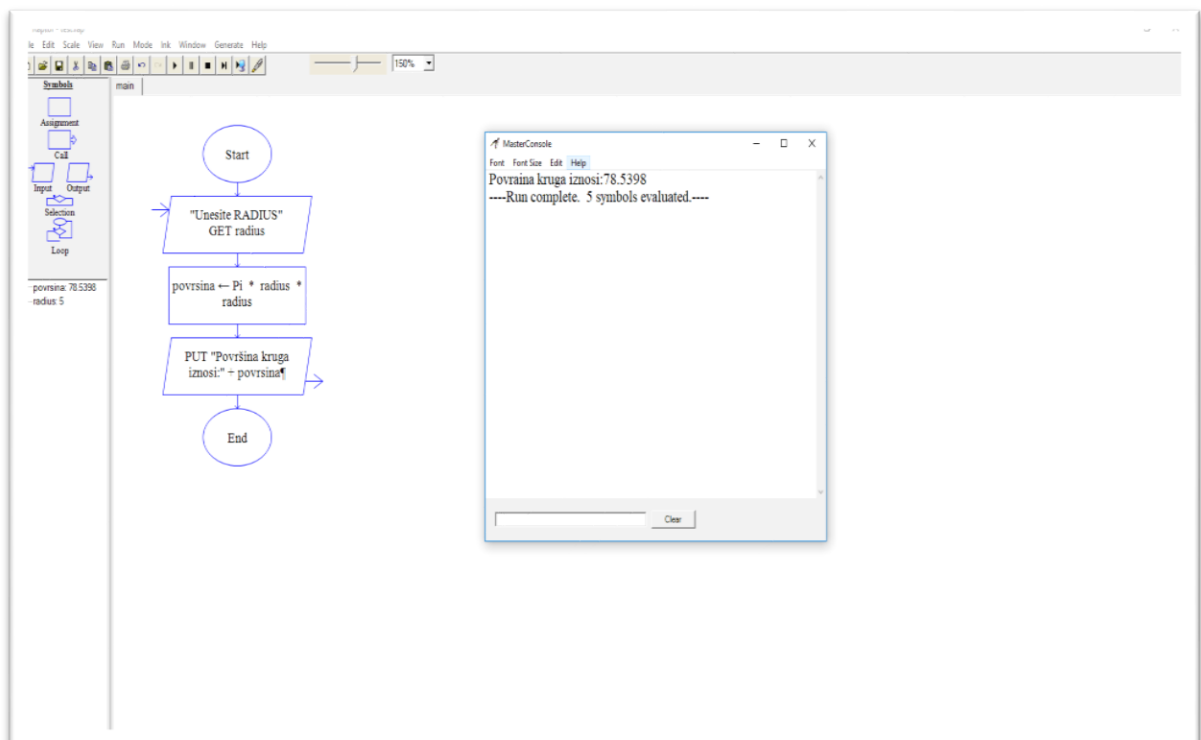 Edit Scale View Run Mode Ink Window Generate Help
150%
Symbols
main
Assignment
Call
Input Output
Selection
Loop
povrsina: 78.5398
radius: 5
Start
"Unesite RADIUS"
GET radius
povrsina ← Pi * radius *
radius
PUT "Površina kruga
iznosi:" + povrsina¶
End
MasterConsole
Font Font Size Edit Help
Povraina kruga iznosi:78.5398
----Run complete. 5 symbols evaluated.----
Clear